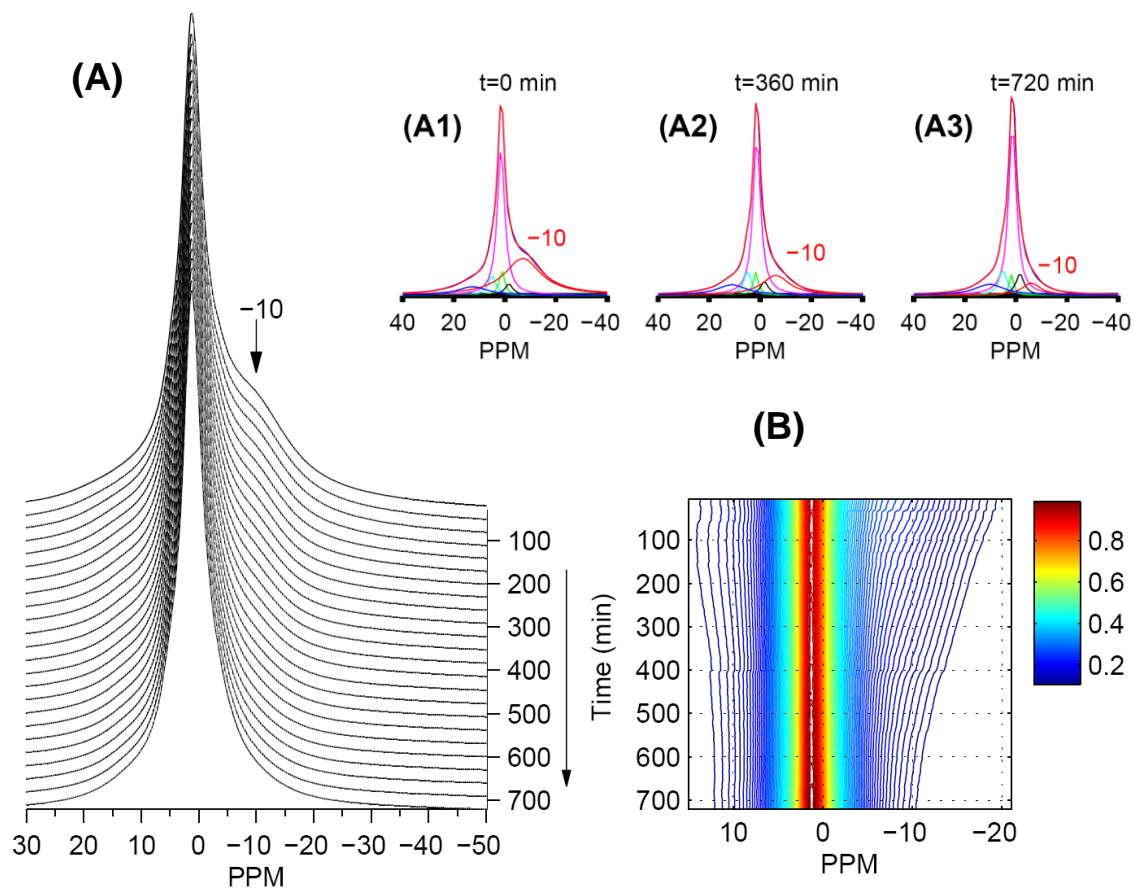 (A)
−10
100
200
300
400
500
600
700
30 20 10 0 −10 −20 −30 −40 −50
PPM
t=0 min
(A1)
−10
40 20 0 −20 −40
PPM
t=360 min
(A2)
−10
40 20 0 −20 −40
PPM
t=720 min
(A3)
−10
40 20 0 −20 −40
PPM
(B)
Time (min)
100
200
300
400
500
600
700
10 0 −10 −20
PPM
0.8
0.6
0.4
0.2